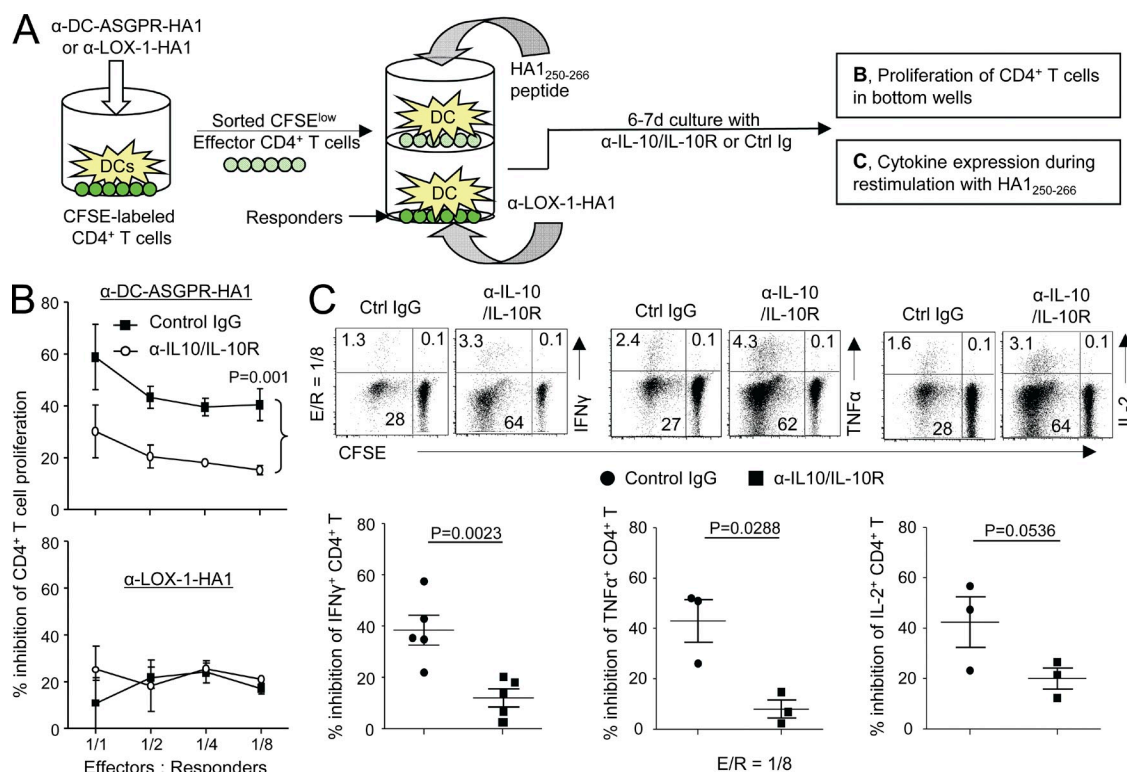 A
α-DC-ASGPR-HA1
or α-LOX-1-HA1
DCs
CFSE-labeled
CD4+ T cells
Sorted CFSElow
Effector CD4+ T cells
Responders
DC
DC
HA1250-266
peptide
α-LOX-1-HA1
6-7d culture with
α-IL-10/IL-10R or Ctrl Ig
B, Proliferation of CD4+ T cells
in bottom wells
C, Cytokine expression during
restimulation with HA1250-266
B
α-DC-ASGPR-HA1
Control IgG
α-IL10/IL-10R
P=0.001
80
60
40
20
0
α-LOX-1-HA1
80
60
40
20
0
% inhibition of CD4+ T cell proliferation
1/1 1/2 1/4 1/8
Effectors : Responders
C
Ctrl IgG
α-IL-10
/IL-10R
Ctrl IgG
α-IL-10
/IL-10R
Ctrl IgG
α-IL-10
/IL-10R
E/R = 1/8
1.3 0.1
28
3.3 0.1
64
IFNγ
2.4 0.1
27
4.3 0.1
62
TNFα
1.6 0.1
28
3.1 0.1
64
IL-2
CFSE
Control IgG
α-IL10/IL-10R
% inhibition of IFNγ+ CD4+ T
80
60
40
20
0
P=0.0023
% inhibition of TNFα+ CD4+ T
80
60
40
20
0
P=0.0288
% inhibition of IL-2+ CD4+ T
80
60
40
20
0
P=0.0536
E/R = 1/8